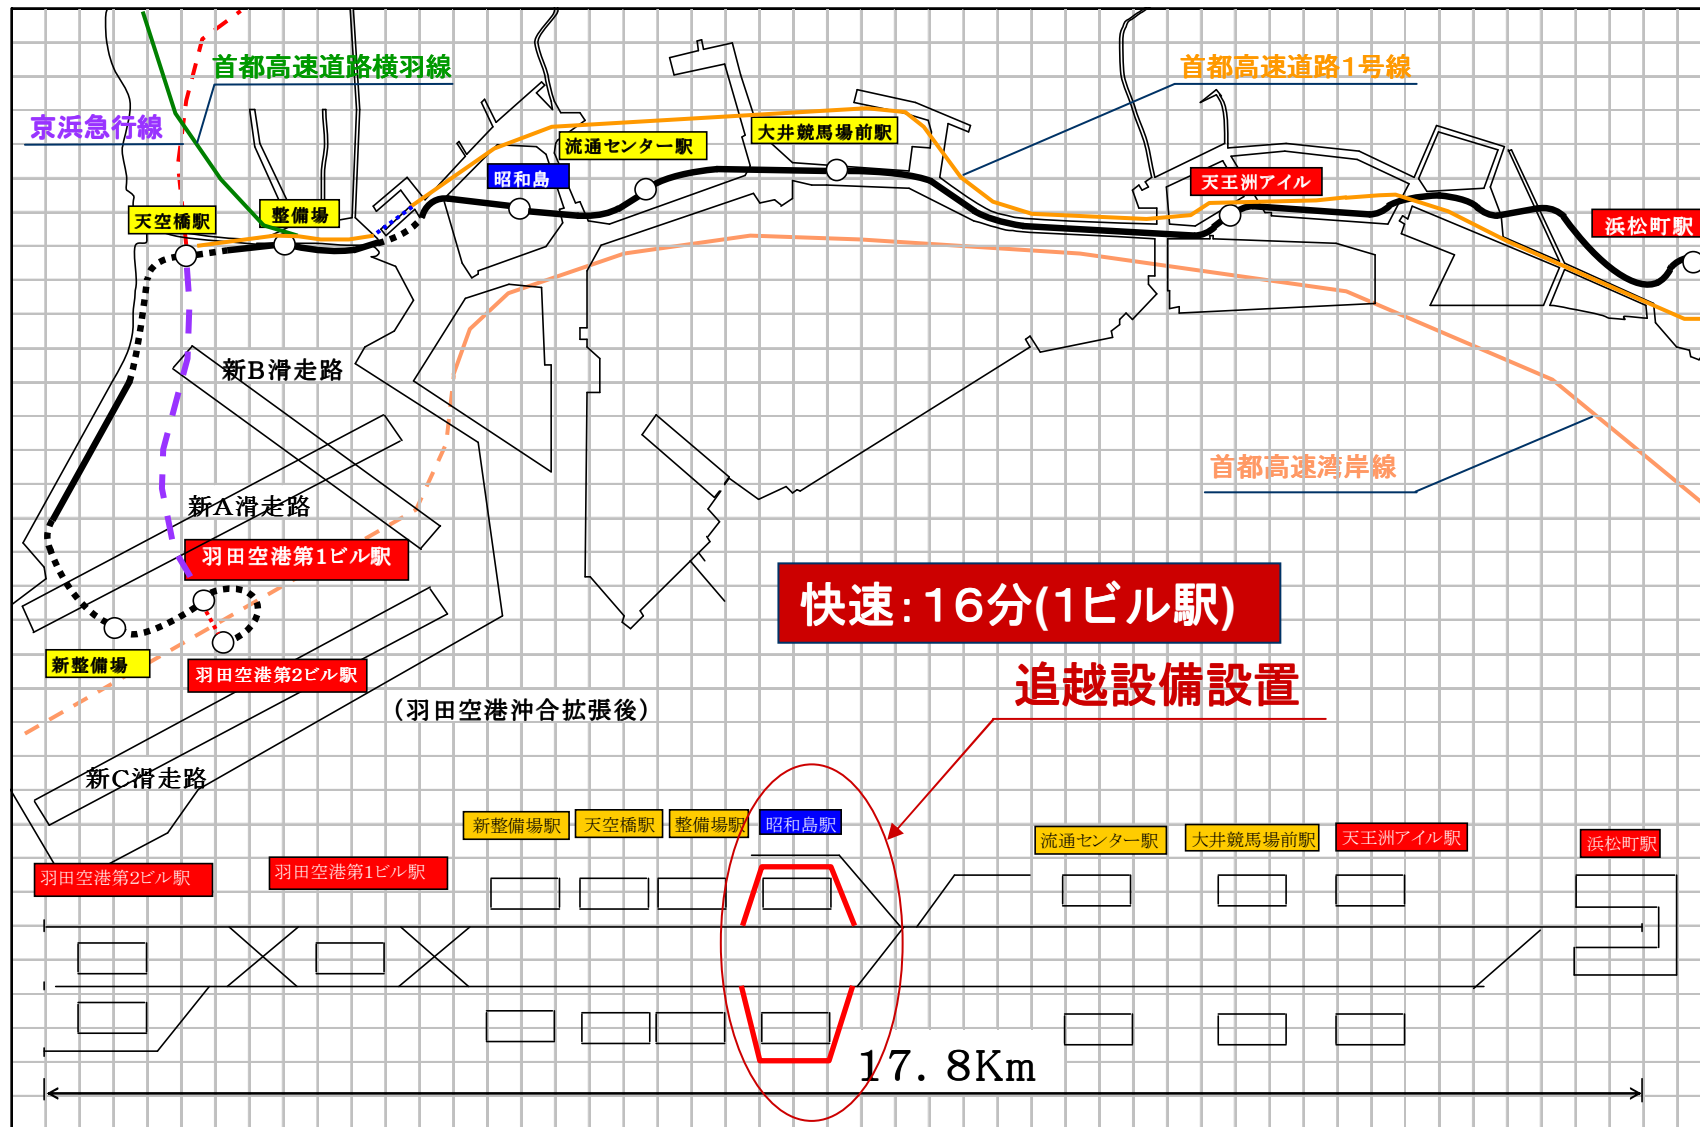 首都高速道路横羽線
首都高速道路1号線
京浜急行線
大井競馬場前駅
流通センター駅
昭和島
天王洲アイル
整備場
天空橋駅
浜松町駅
新B滑走路
首都高速湾岸線
新A滑走路
羽田空港第1ビル駅
快速:16分(1ビル駅)
新整備場
羽田空港第2ビル駅
追越設備設置
(羽田空港沖合拡張後)
新C滑走路
新整備場駅
天空橋駅
整備場駅
昭和島駅
流通センター駅
大井競馬場前駅
天王洲アイル駅
浜松町駅
羽田空港第2ビル駅
羽田空港第1ビル駅
17.8Km